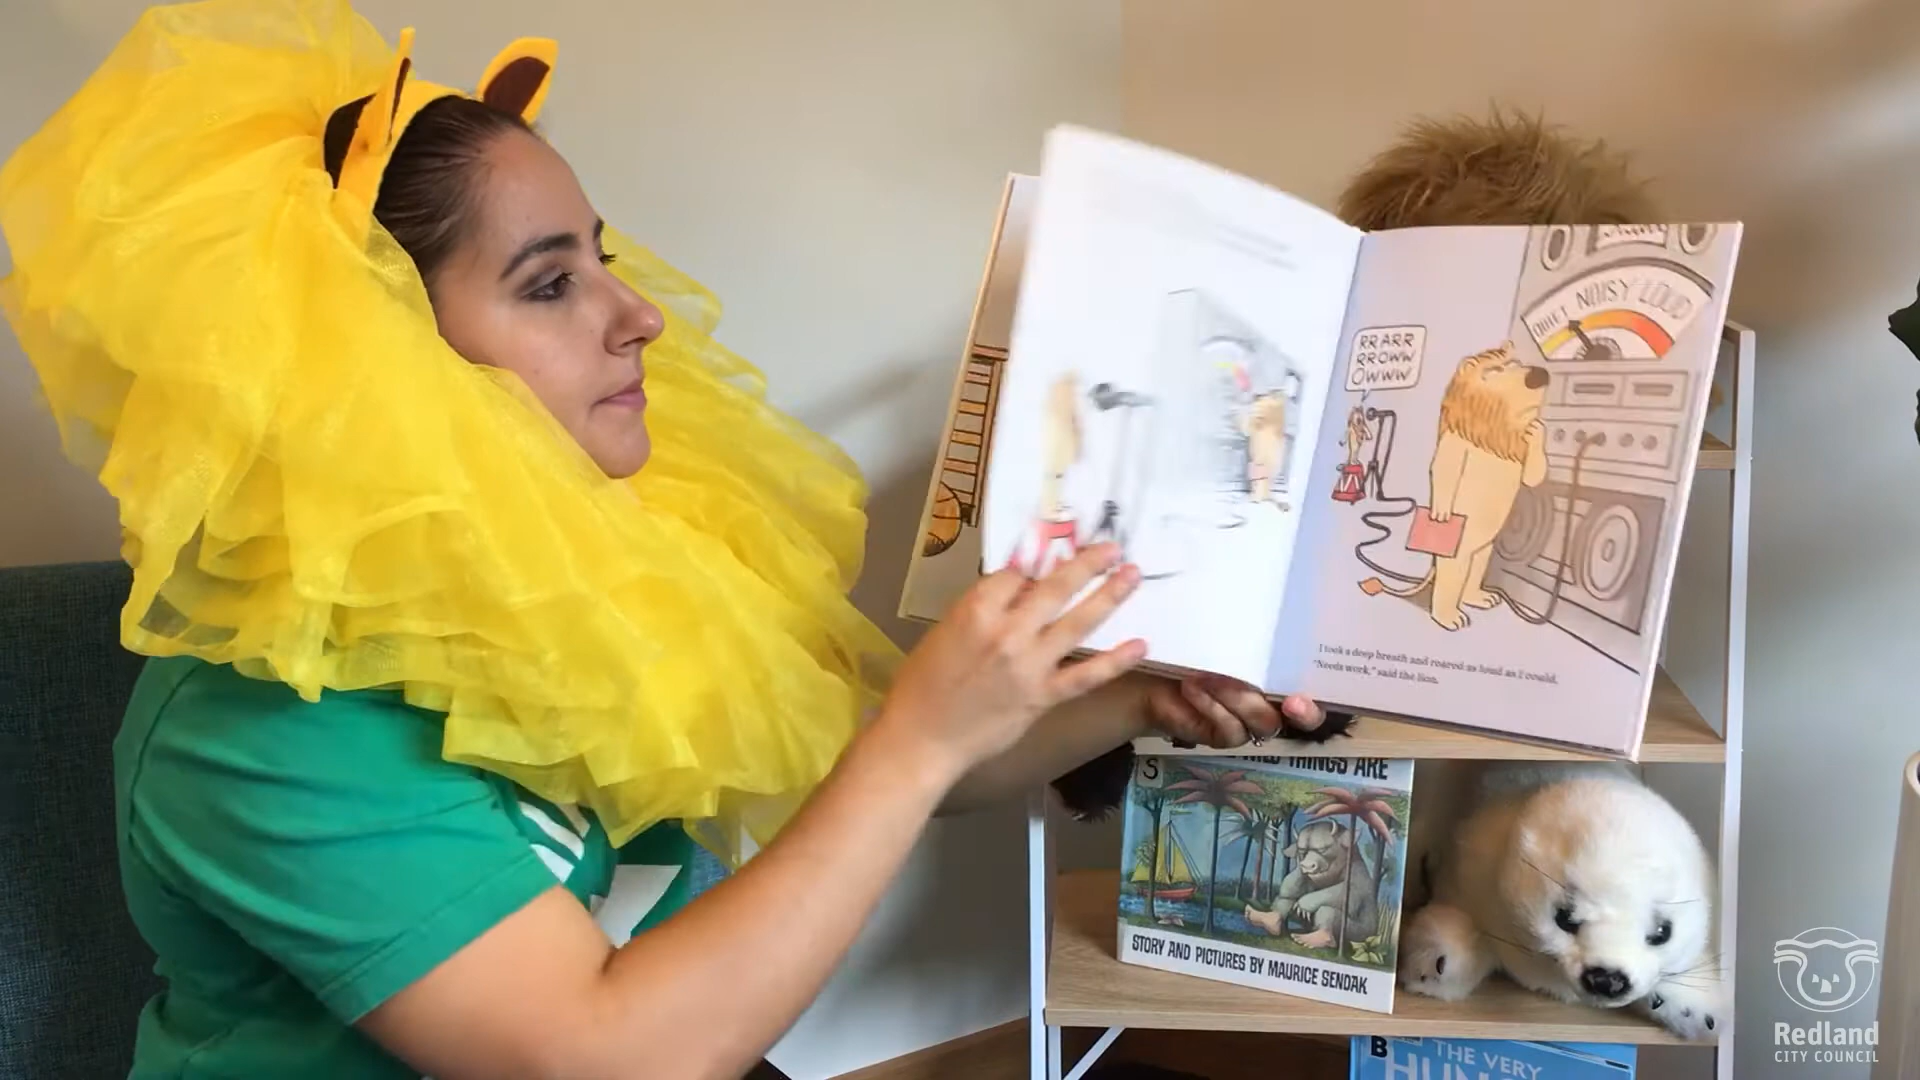 QUIET NOISY LOUD
RRARR
RROWW
OWWW
I took a deep breath and roared as loud as I could.
"Needs work," said the lion.
S
THINGS ARE
STORY AND PICTURES BY MAURICE SENDAK
B
THE VERY
Redland
CITY COUNCIL